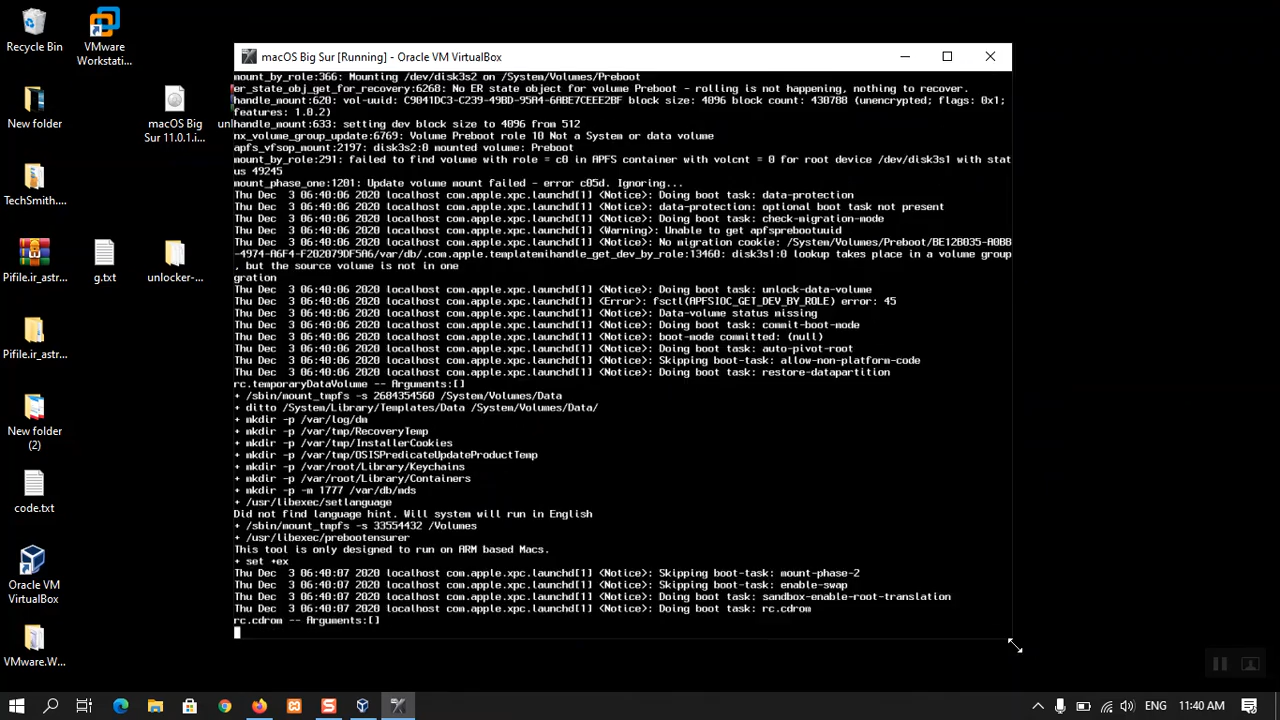 Recycle Bin
VMware
Workstati...
New folder
macOS Big
Sur 11.0.1.i...
unl
TechSmith....
Pifile.ir_astr...
g.txt
unlocker-...
Pifile.ir_astr...
New folder
(2)
code.txt
Oracle VM
VirtualBox
VMware.W...
macOS Big Sur [Running] - Oracle VM VirtualBox
mount_by_role:366: Mounting /dev/disk3s2 on /System/Volumes/Preboot
er_state_obj_get_for_recovery:6268: No ER state object for volume Preboot - rolling is not happening, nothing to recover.
handle_mount:620: vol-uuid: C9041DC3-C239-49BD-95A4-6ABE7CEEE2BF block size: 4096 block count: 430788 (unencrypted; flags: 0x1;
features: 1.0.2)
handle_mount:633: setting dev block size to 4096 from 512
nx_volume_group_update:6769: Volume Preboot role 10 Not a System or data volume
apfs_vfsop_mount:2197: disk3s2:0 mounted volume: Preboot
mount_by_role:291: failed to find volume with role = c0 in APFS container with volcnt = 0 for root device /dev/disk3s1 with stat
us 49245
mount_phase_one:1201: Update volume mount failed - error c05d. Ignoring...
Thu Dec  3 06:40:06 2020 localhost com.apple.xpc.launchd[1] <Notice>: Doing boot task: data-protection
Thu Dec  3 06:40:06 2020 localhost com.apple.xpc.launchd[1] <Notice>: data-protection: optional boot task not present
Thu Dec  3 06:40:06 2020 localhost com.apple.xpc.launchd[1] <Notice>: Doing boot task: check-migration-mode
Thu Dec  3 06:40:06 2020 localhost com.apple.xpc.launchd[1] <Warning>: Unable to get apfsprebootuuid
Thu Dec  3 06:40:06 2020 localhost com.apple.xpc.launchd[1] <Notice>: No migration cookie: /System/Volumes/Preboot/BE12B035-A0BB
-4974-A6F4-F202079DF5A6/var/db/.com.apple.templatemihandle_get_dev_by_role:13460: disk3s1:0 lookup takes place in a volume group
, but the source volume is not in one
gration
Thu Dec  3 06:40:06 2020 localhost com.apple.xpc.launchd[1] <Notice>: Doing boot task: unlock-data-volume
Thu Dec  3 06:40:06 2020 localhost com.apple.xpc.launchd[1] <Error>: fsctl(APFSIOC_GET_DEV_BY_ROLE) error: 45
Thu Dec  3 06:40:06 2020 localhost com.apple.xpc.launchd[1] <Notice>: Data-volume status missing
Thu Dec  3 06:40:06 2020 localhost com.apple.xpc.launchd[1] <Notice>: Doing boot task: commit-boot-mode
Thu Dec  3 06:40:06 2020 localhost com.apple.xpc.launchd[1] <Notice>: boot-mode committed: (null)
Thu Dec  3 06:40:06 2020 localhost com.apple.xpc.launchd[1] <Notice>: Doing boot task: auto-pivot-root
Thu Dec  3 06:40:06 2020 localhost com.apple.xpc.launchd[1] <Notice>: Skipping boot-task: allow-non-platform-code
Thu Dec  3 06:40:06 2020 localhost com.apple.xpc.launchd[1] <Notice>: Doing boot task: restore-datapartition
rc.temporaryDataVolume -- Arguments:[]
+ /sbin/mount_tmpfs -s 2684354560 /System/Volumes/Data
+ ditto /System/Library/Templates/Data /System/Volumes/Data/
+ mkdir -p /var/log/dm
+ mkdir -p /var/tmp/RecoveryTemp
+ mkdir -p /var/tmp/InstallerCookies
+ mkdir -p /var/tmp/OSISPredicateUpdateProductTemp
+ mkdir -p /var/root/Library/Keychains
+ mkdir -p /var/root/Library/Containers
+ mkdir -p -m 1777 /var/db/mds
+ /usr/libexec/setlanguage
Did not find language hint. Will system will run in English
+ /sbin/mount_tmpfs -s 33554432 /Volumes
+ /usr/libexec/prebootensurer
This tool is only designed to run on ARM based Macs.
+ set +ex
Thu Dec  3 06:40:07 2020 localhost com.apple.xpc.launchd[1] <Notice>: Skipping boot-task: mount-phase-2
Thu Dec  3 06:40:07 2020 localhost com.apple.xpc.launchd[1] <Notice>: Skipping boot-task: enable-swap
Thu Dec  3 06:40:07 2020 localhost com.apple.xpc.launchd[1] <Notice>: Doing boot task: sandbox-enable-root-translation
Thu Dec  3 06:40:07 2020 localhost com.apple.xpc.launchd[1] <Notice>: Doing boot task: rc.cdrom
rc.cdrom -- Arguments:[]
ENG
11:40 AM